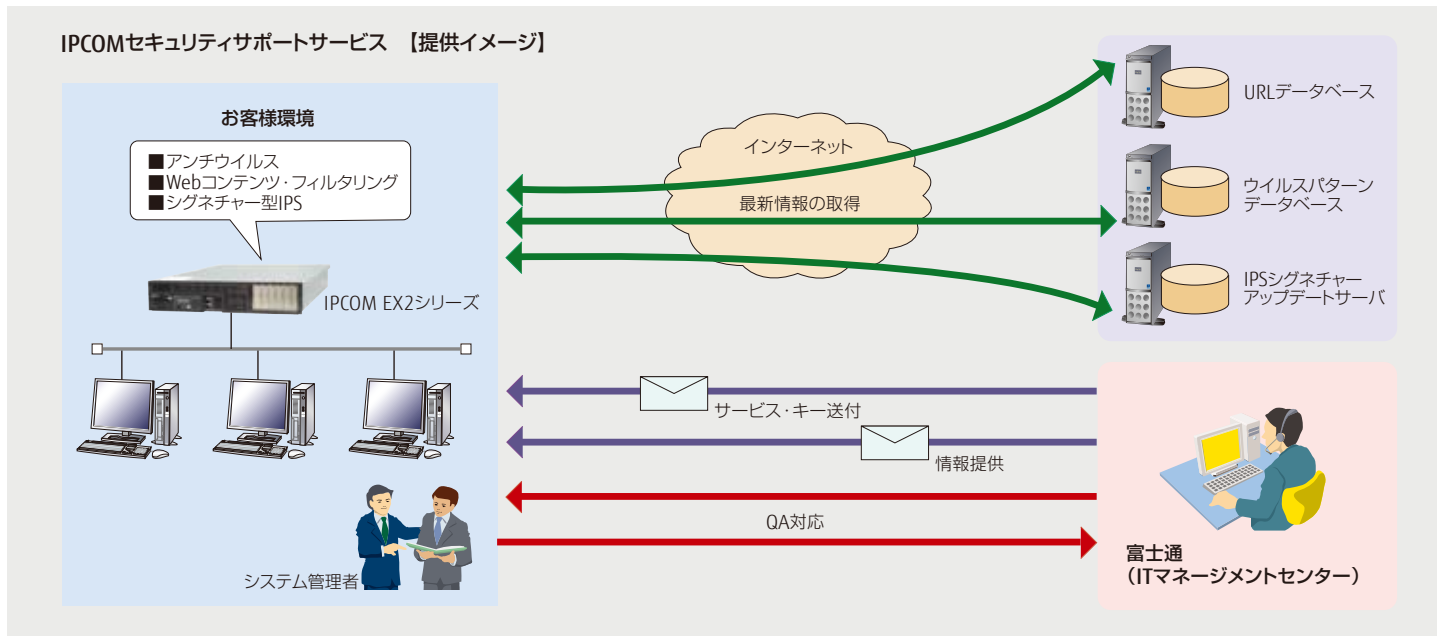 IPCOMセキュリティサポートサービス 【提供イメージ】
お客様環境
■アンチウイルス
■Webコンテンツ・フィルタリング
■シグネチャー型IPS
IPCOM EX2シリーズ
システム管理者
インターネット
最新情報の取得
URLデータベース
ウイルスパターン
データベース
IPSシグネチャー
アップデートサーバ
サービス・キー送付
情報提供
QA対応
富士通
(ITマネージメントセンター)